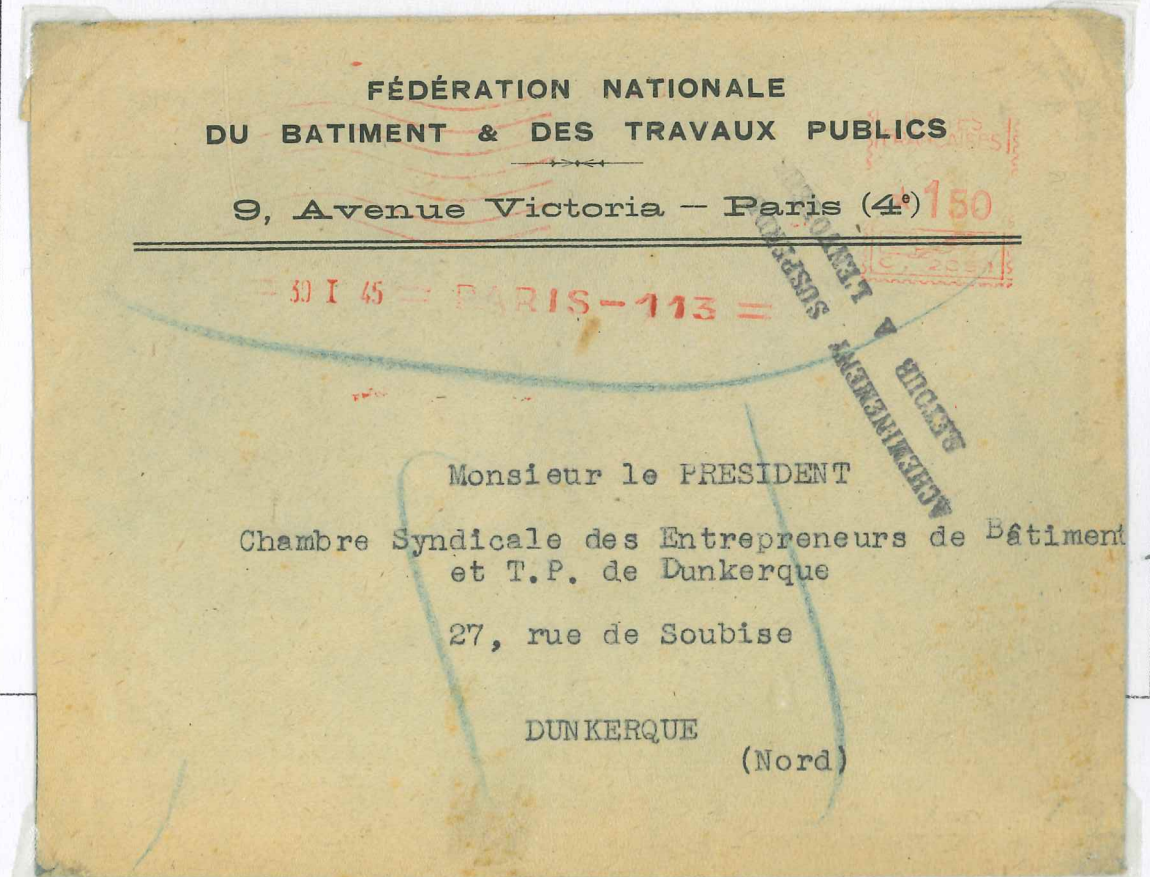 FÉDÉRATION NATIONALE
DU BATIMENT & DES TRAVAUX PUBLICS
9, Avenue Victoria — Paris (4e)
FRANÇAISES
150
= 30 I 45 = PARIS-113 =
RETOUR
A
L'ENVOYEUR
ACHEMINEMENT SUSPENDU
Monsieur le PRESIDENT
Chambre Syndicale des Entrepreneurs de Bâtiment
et T.P. de Dunkerque
27, rue de Soubise
DUNKERQUE
(Nord)